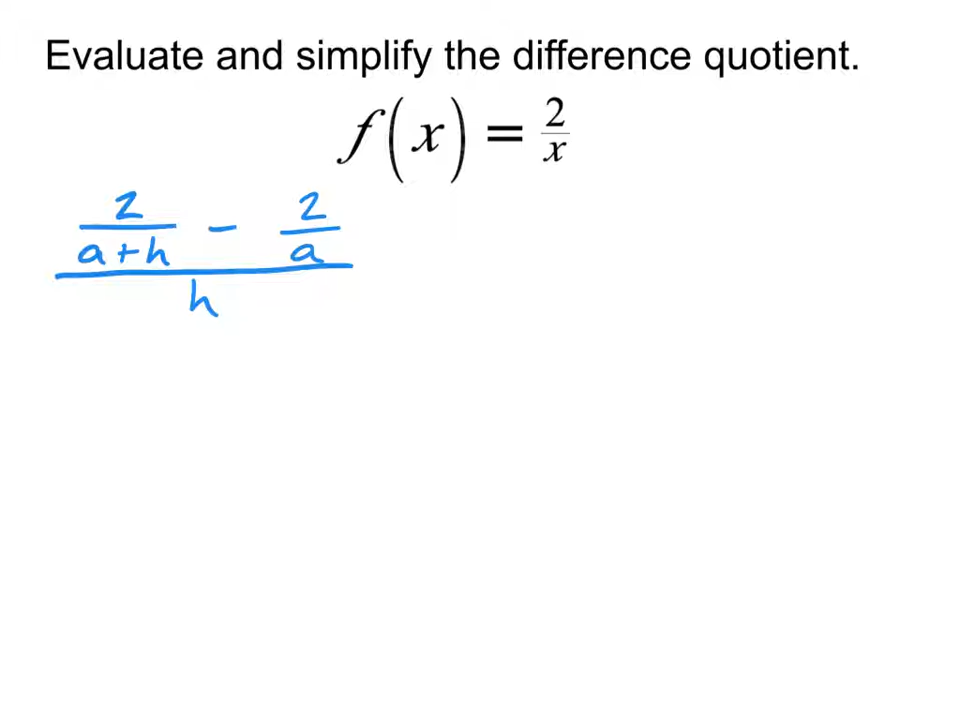 Evaluate and simplify the difference quotient.
f(x) = 2/x
2/(a+h) - 2/a
h